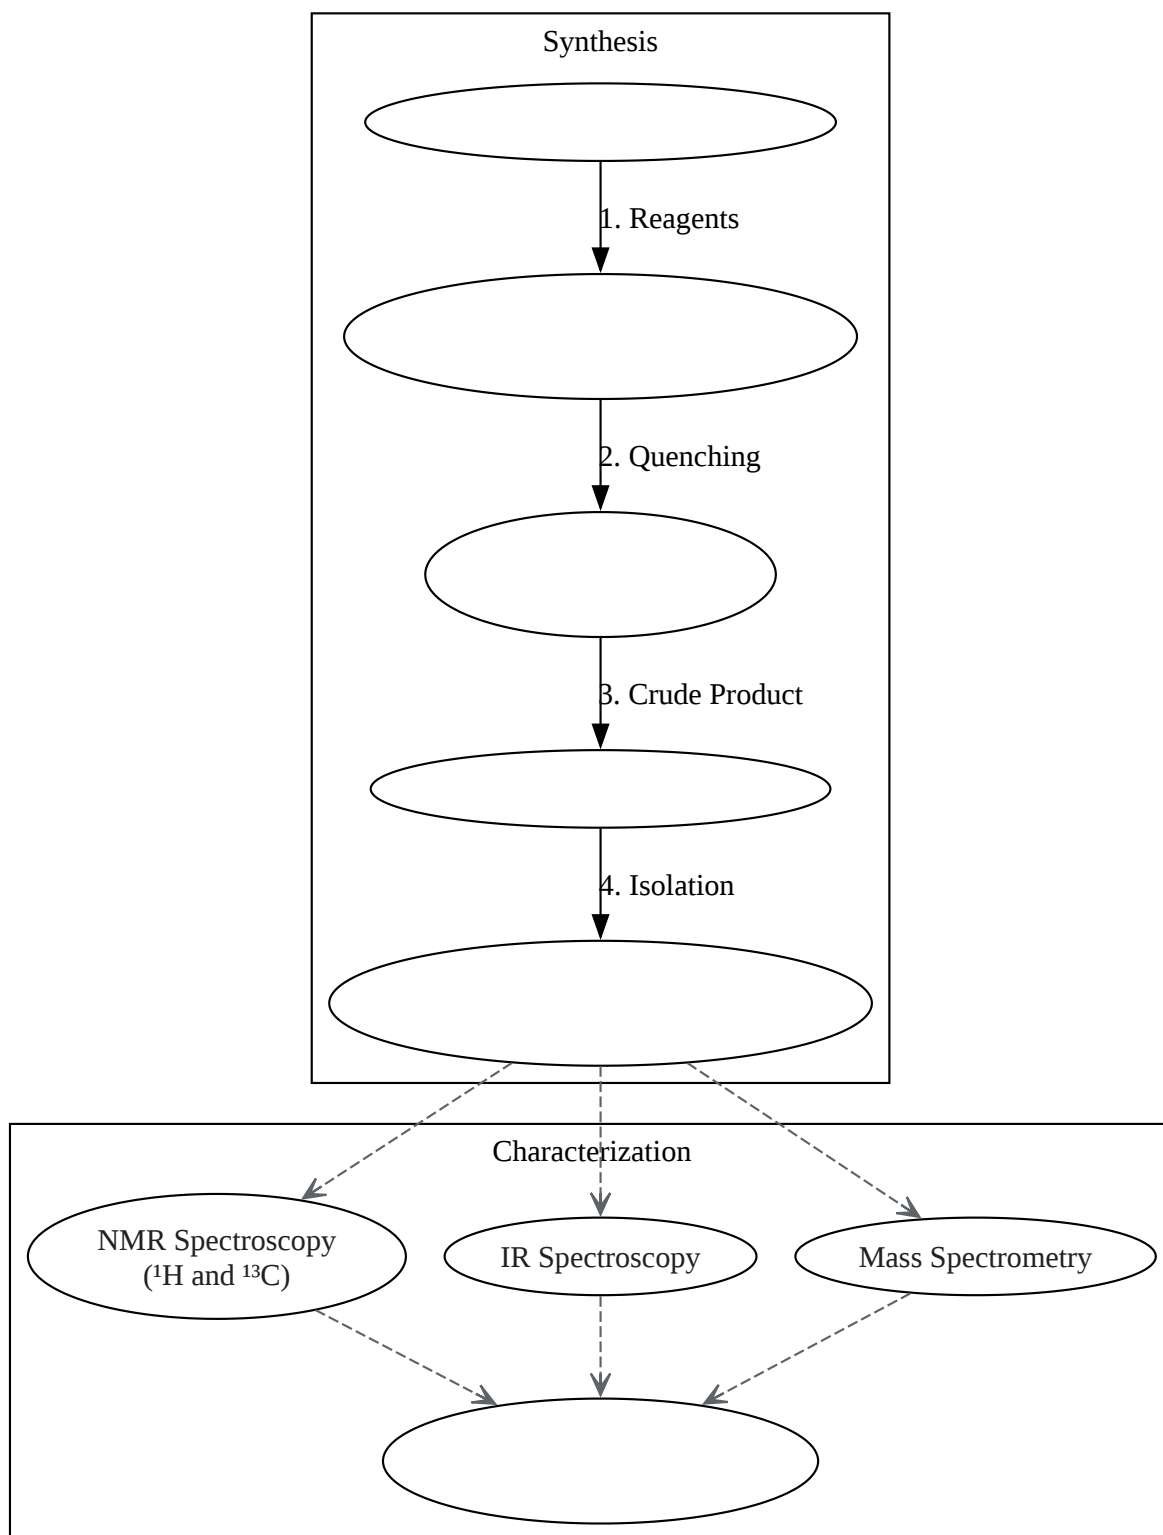 Synthesis
1. Reagents
2. Quenching
3. Crude Product
4. Isolation
Characterization
NMR Spectroscopy
(¹H and ¹³C)
IR Spectroscopy
Mass Spectrometry